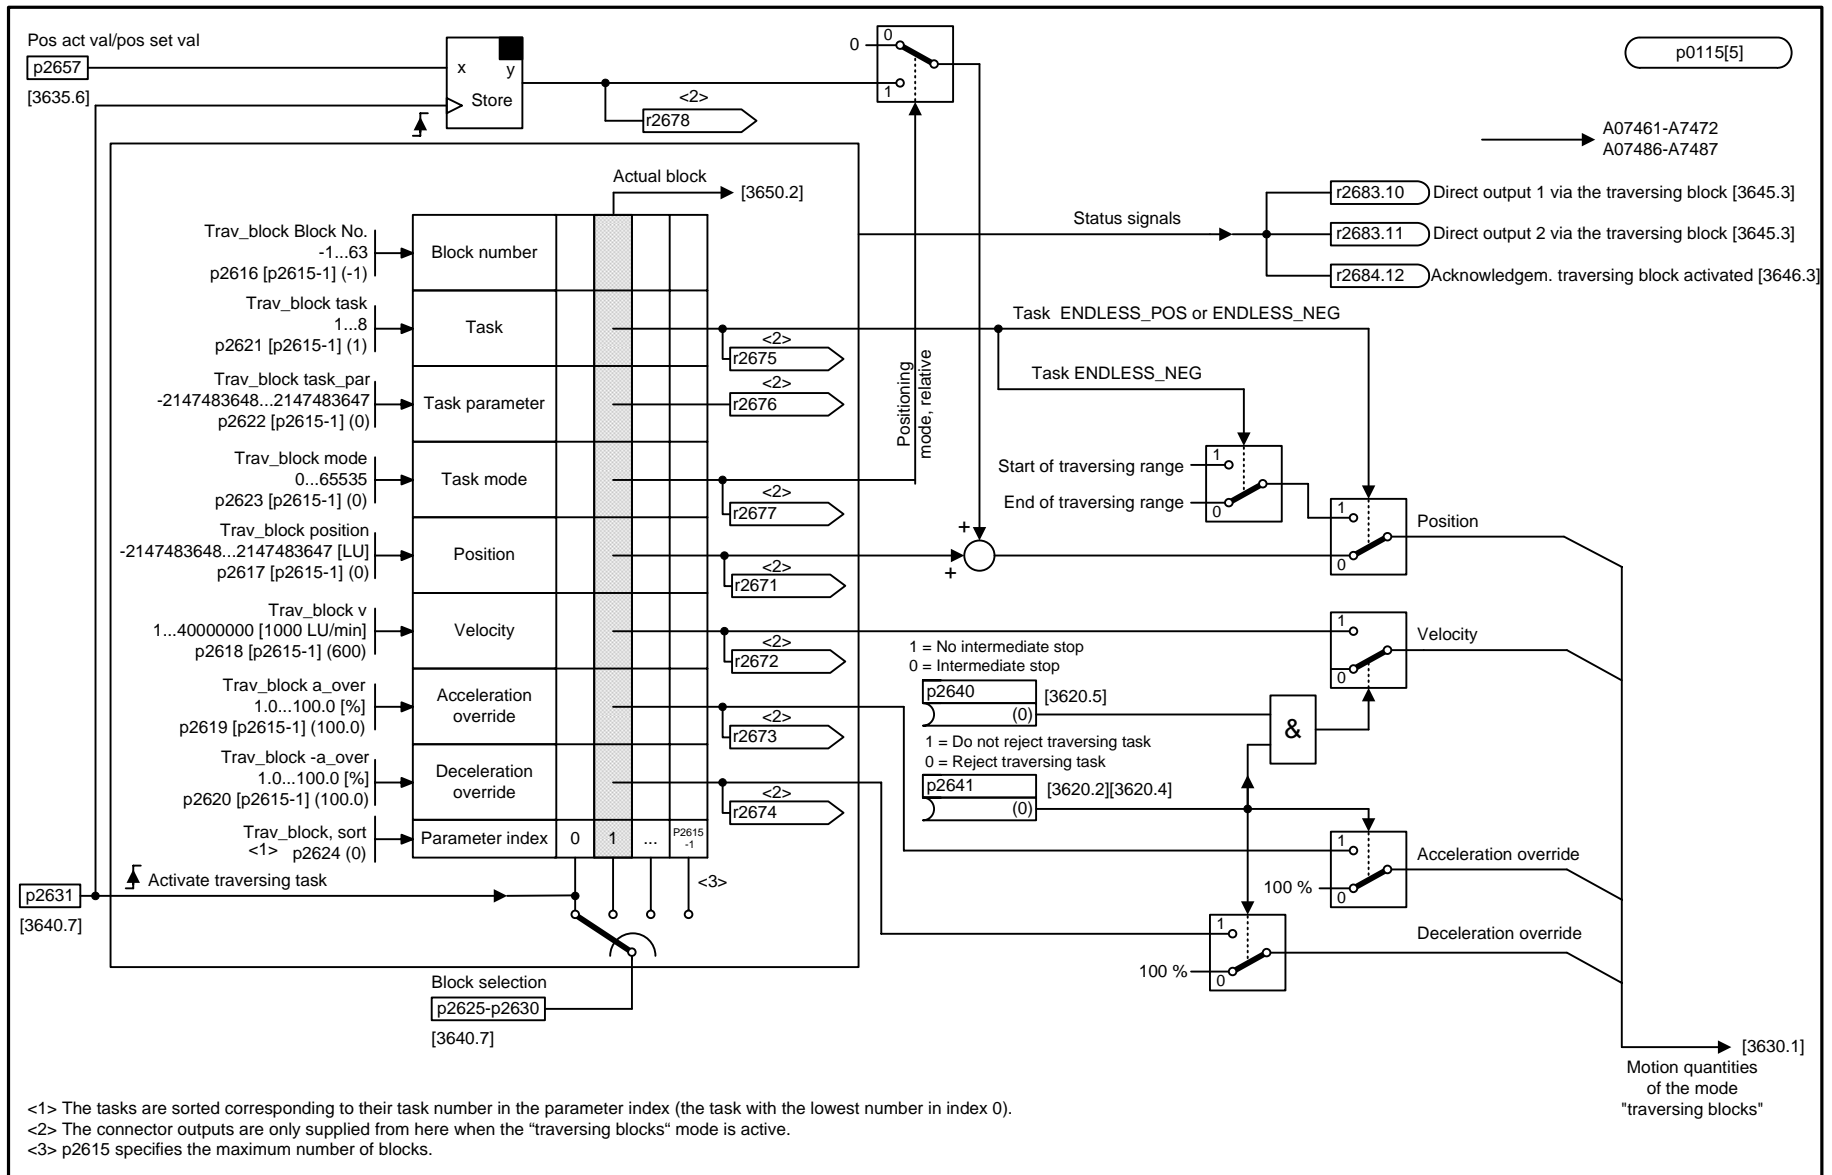 Pos act val/pos set val
p2657
[3635.6]
x
y
Store
<2>
r2678
0
0
1
p0115[5]
A07461-A7472
A07486-A7487
Actual block
[3650.2]
Status signals
r2683.10
Direct output 1 via the traversing block [3645.3]
r2683.11
Direct output 2 via the traversing block [3645.3]
r2684.12
Acknowledgem. traversing block activated [3646.3]
Trav_block Block No.
-1...63
p2616 [p2615-1] (-1)
Block number
Trav_block task
1...8
p2621 [p2615-1] (1)
Task
<2>
r2675
Task ENDLESS_POS or ENDLESS_NEG
Task ENDLESS_NEG
Trav_block task_par
-2147483648...2147483647
p2622 [p2615-1] (0)
Task parameter
<2>
r2676
Positioning
mode, relative
Trav_block mode
0...65535
p2623 [p2615-1] (0)
Task mode
<2>
r2677
Start of traversing range
End of traversing range
1
0
Trav_block position
-2147483648...2147483647 [LU]
p2617 [p2615-1] (0)
Position
<2>
r2671
+
+
1
0
Position
Trav_block v
1...40000000 [1000 LU/min]
p2618 [p2615-1] (600)
Velocity
<2>
r2672
1
0
Velocity
1 = No intermediate stop
0 = Intermediate stop
p2640
(0)
[3620.5]
&
Trav_block a_over
1.0...100.0 [%]
p2619 [p2615-1] (100.0)
Acceleration
override
<2>
r2673
1 = Do not reject traversing task
0 = Reject traversing task
p2641
(0)
[3620.2][3620.4]
Trav_block -a_over
1.0...100.0 [%]
p2620 [p2615-1] (100.0)
Deceleration
override
<2>
r2674
Trav_block, sort
<1> p2624 (0)
Parameter index
0
1
...
P2615
-1
<3>
1
0
100 %
Acceleration override
p2631
[3640.7]
Activate traversing task
1
0
100 %
Deceleration override
Block selection
p2625-p2630
[3640.7]
[3630.1]
Motion quantities
of the mode
"traversing blocks"
<1> The tasks are sorted corresponding to their task number in the parameter index (the task with the lowest number in index 0).
<2> The connector outputs are only supplied from here when the “traversing blocks“ mode is active.
<3> p2615 specifies the maximum number of blocks.